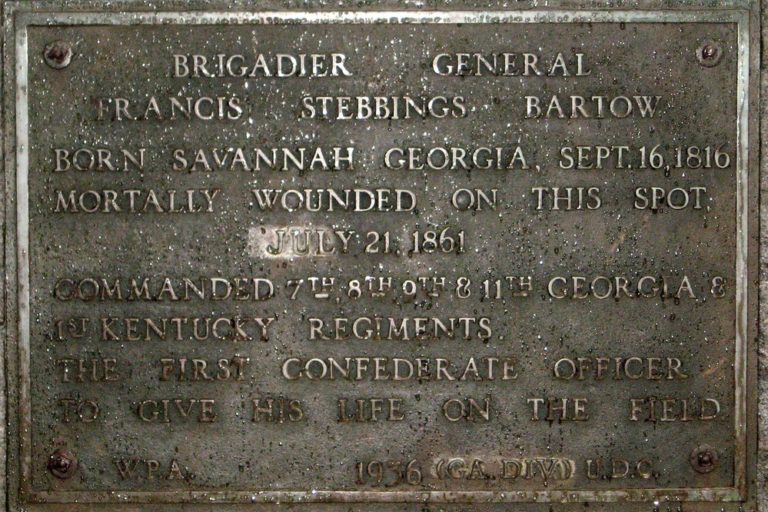 BRIGADIER GENERAL
FRANCIS STEBBINGS BARTOW
BORN SAVANNAH GEORGIA, SEPT. 16, 1816
MORTALLY WOUNDED ON THIS SPOT,
JULY 21, 1861
COMMANDED 7TH, 8TH, 9TH & 11TH GEORGIA, &
1ST KENTUCKY REGIMENTS.
THE FIRST CONFEDERATE OFFICER
TO GIVE HIS LIFE ON THE FIELD
W.P.A. 1936 (GA. DIV.) U.D.C.